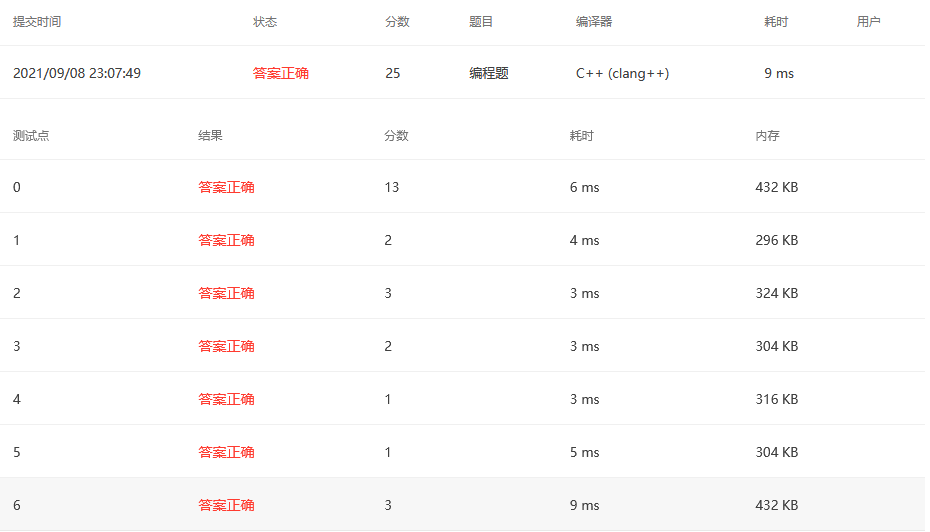 提交时间 状态 分数 题目 编译器 耗时 用户
2021/09/08 23:07:49 答案正确 25 编程题 C++ (clang++) 9 ms
测试点 结果 分数 耗时 内存
0 答案正确 13 6 ms 432 KB
1 答案正确 2 4 ms 296 KB
2 答案正确 3 3 ms 324 KB
3 答案正确 2 3 ms 304 KB
4 答案正确 1 3 ms 316 KB
5 答案正确 1 5 ms 304 KB
6 答案正确 3 9 ms 432 KB